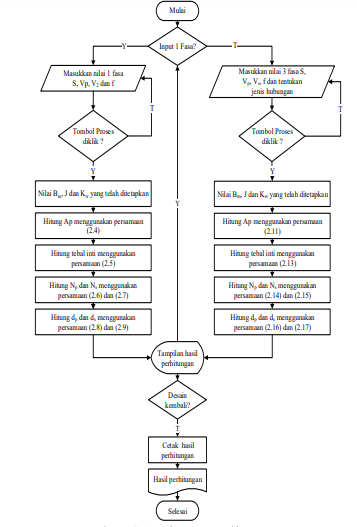 Mulai
Input 1 Fasa?
Y
T
Masukkan nilai 1 fasa
S, Vp, V₂ dan f
T
Tombol Proses
diklik ?
Y
Nilai Bₘ, J dan Kᵤ yang telah ditetapkan
Hitung Ap menggunakan persamaan
(2.4)
Hitung tebal inti menggunakan
persamaan (2.5)
Hitung Nₚ dan Nₛ menggunakan
persamaan (2.6) dan (2.7)
Hitung dₚ dan dₛ menggunakan
persamaan (2.8) dan (2.9)
Masukkan nilai 3 fasa S,
Vₚ, f dan tentukan
jenis hubungan
T
Tombol Proses
diklik ?
Y
Nilai Bₘ, J dan Kᵤ yang telah ditetapkan
Hitung Ap menggunakan persamaan
(2.11)
Hitung tebal inti menggunakan
persamaan (2.13)
Hitung Nₚ dan Nₛ menggunakan
persamaan (2.14) dan (2.15)
Hitung dₚ dan dₛ menggunakan
persamaan (2.16) dan (2.17)
Y
Tampilan hasil
perhitungan
Desain
kembali?
T
Cetak hasil
perhitungan
Hasil perhitungan
Selesai